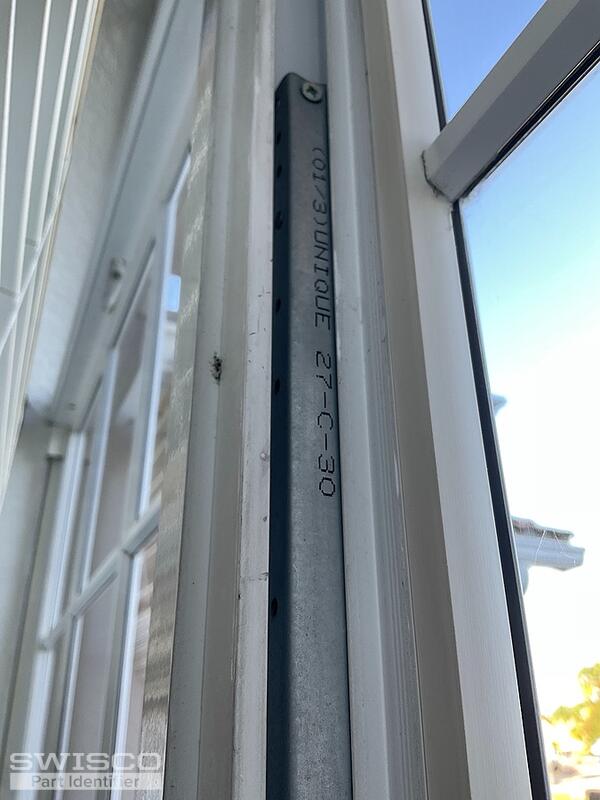 (01/3)UNIQUE 27-C-30
SWISCO
Part Identifier